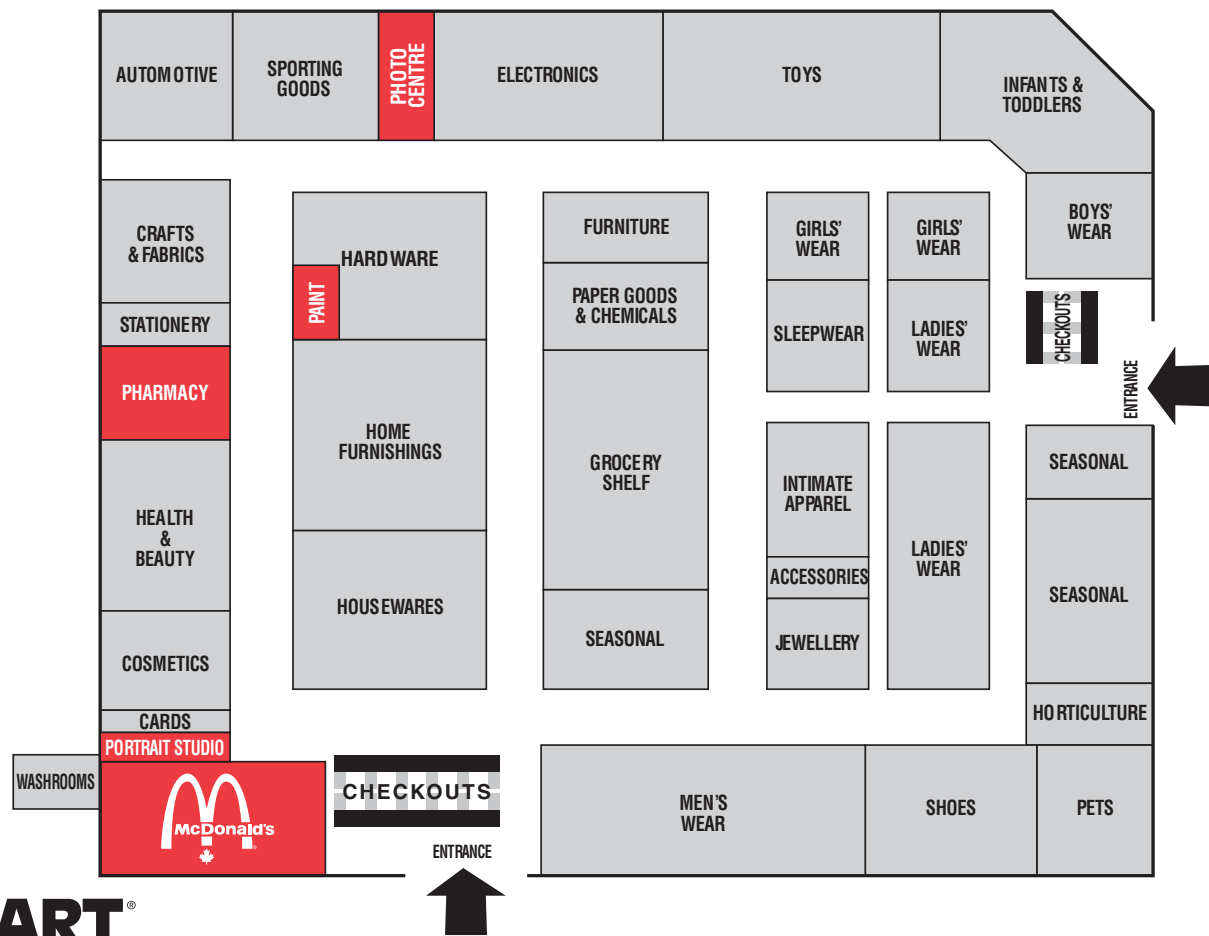 AUTOMOTIVE
SPORTING
GOODS
PHOTO
CENTRE
ELECTRONICS
TOYS
INFANTS &
TODDLERS
CRAFTS
& FABRICS
HARDWARE
FURNITURE
GIRLS'
WEAR
GIRLS'
WEAR
BOYS'
WEAR
STATIONERY
PAINT
PAPER GOODS
& CHEMICALS
SLEEPWEAR
LADIES'
WEAR
CHECKOUTS
PHARMACY
ENTRANCE
HOME
FURNISHINGS
GROCERY
SHELF
INTIMATE
APPAREL
SEASONAL
HEALTH
&
BEAUTY
LADIES'
WEAR
ACCESSORIES
SEASONAL
HOUSEWARES
SEASONAL
JEWELLERY
COSMETICS
CARDS
HORTICULTURE
PORTRAIT STUDIO
WASHROOMS
McDonald's
®
CHECKOUTS
MEN'S
WEAR
SHOES
PETS
ENTRANCE
ART®